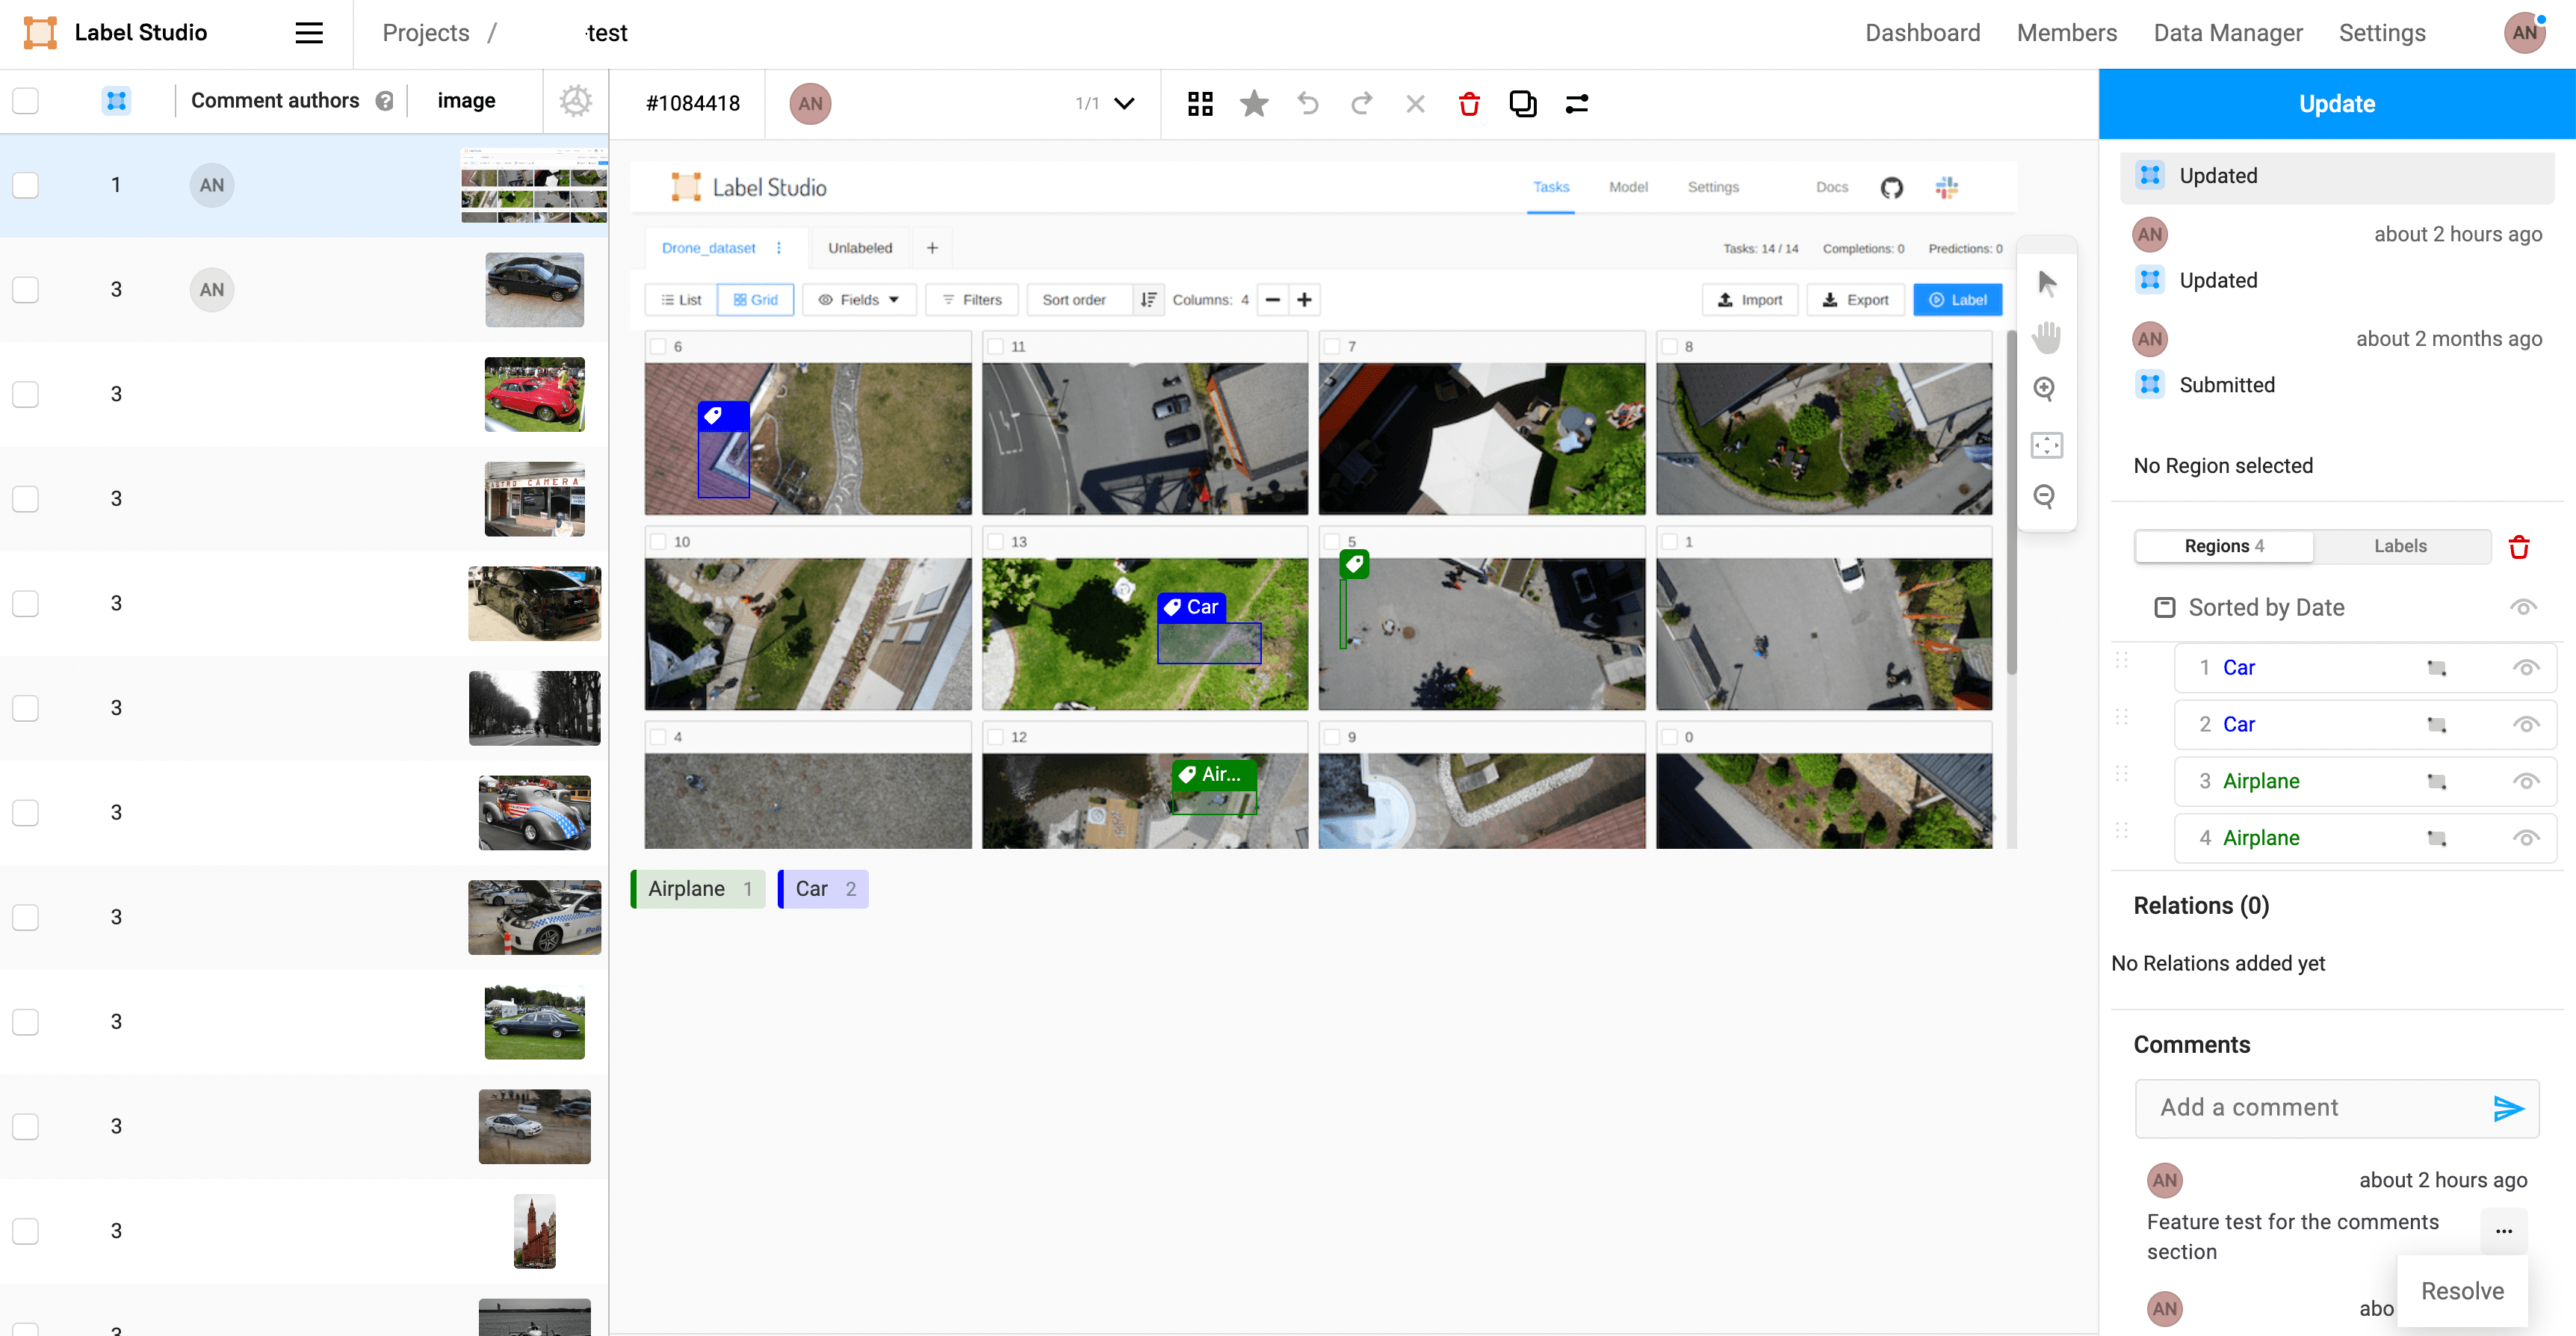 Label Studio
Projects / test
Dashboard Members Data Manager Settings AN
Comment authors ? image
#1084418 AN 1/1
Update
1 AN
3 AN
3
3
3
3
3
3
3
3
3
3
Label Studio Tasks Model Settings Docs
Drone_dataset Unlabeled + Tasks: 14 / 14 Completions: 0 Predictions: 0
List Grid Fields Filters Sort order Columns: 4 Import Export Label
6 11 7 8
ASTRO CAMERA
10 13 5 1
Car
4 12 9 0
Air...
Airplane 1 Car 2
Updated
AN about 2 hours ago
Updated
AN about 2 months ago
Submitted
No Region selected
Regions 4 Labels
Sorted by Date
1 Car
2 Car
3 Airplane
4 Airplane
Relations (0)
No Relations added yet
Comments
Add a comment
AN about 2 hours ago
Feature test for the comments
section
...
AN abo
Resolve